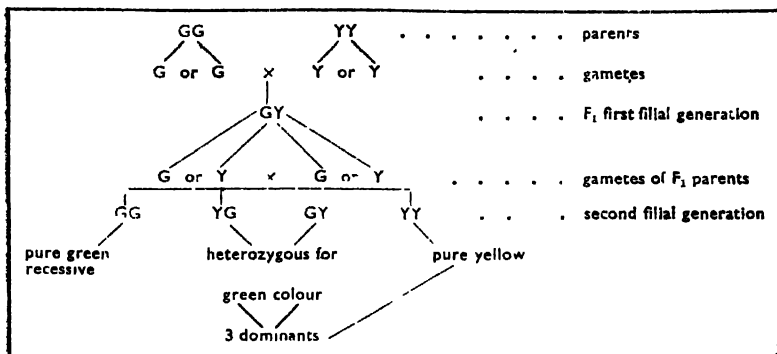 GG YY . . . . . . . parents
G or G × Y or Y . . . . gametes
GY . . . . F₁ first filial generation
G or Y × G or Y . . . . . gametes of F₁ parents
GG YG GY YY . . . second filial generation
pure green heterozygous for pure yellow
recessive
green colour
3 dominants